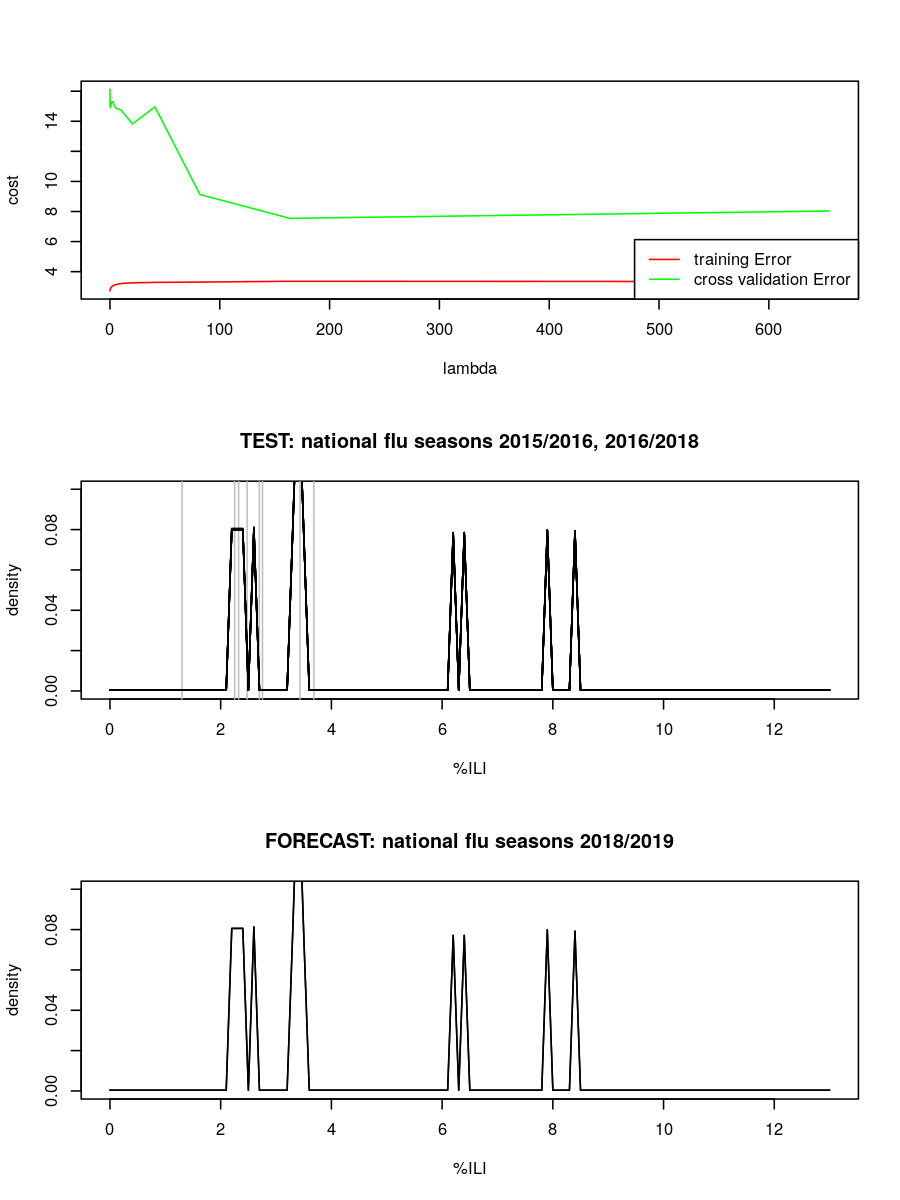 cost
14
10
8
6
4
training Error
cross validation Error
0 100 200 300 400 500 600
lambda
TEST: national flu seasons 2015/2016, 2016/2018
density
0.08
0.04
0.00
0 2 4 6 8 10 12
%ILI
FORECAST: national flu seasons 2018/2019
density
0.08
0.04
0.00
0 2 4 6 8 10 12
%ILI